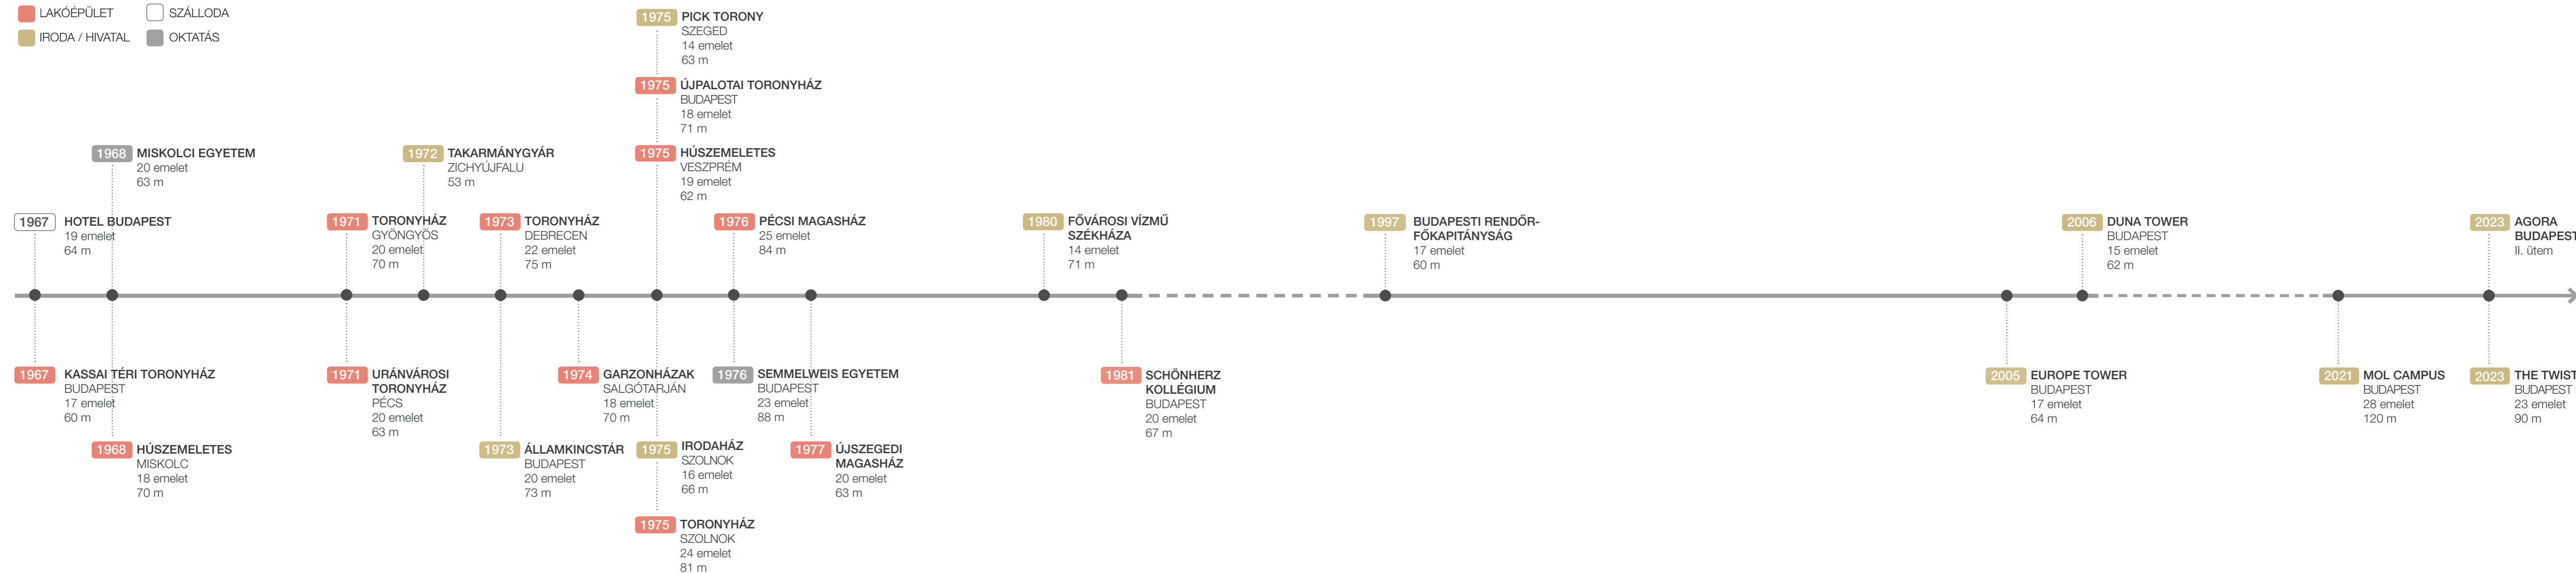 LAKÓÉPÜLET
SZÁLLODA
IRODA / HIVATAL
OKTATÁS
1975 PICK TORONY
SZEGED
14 emelet
63 m
1975 ÚJPALOTAI TORONYHÁZ
BUDAPEST
18 emelet
71 m
1968 MISKOLCI EGYETEM
20 emelet
63 m
1972 TAKARMÁNYGYÁR
ZICHYÚJFALU
53 m
1975 HÚSZEMELETES
VESZPRÉM
19 emelet
62 m
1967 HOTEL BUDAPEST
19 emelet
64 m
1971 TORONYHÁZ
GYÖNGYÖS
20 emelet
70 m
1973 TORONYHÁZ
DEBRECEN
22 emelet
75 m
1976 PÉCSI MAGASHÁZ
25 emelet
84 m
1980 FŐVÁROSI VÍZMŰ
SZÉKHÁZA
14 emelet
71 m
1997 BUDAPESTI RENDŐR-
FŐKAPITÁNYSÁG
17 emelet
60 m
2006 DUNA TOWER
BUDAPEST
15 emelet
62 m
2023 AGORA
BUDAPEST
II. ütem
1967 KASSAI TÉRI TORONYHÁZ
BUDAPEST
17 emelet
60 m
1971 URÁNVÁROSI
TORONYHÁZ
PÉCS
20 emelet
63 m
1974 GARZONHÁZAK
SALGÓTARJÁN
18 emelet
70 m
1976 SEMMELWEIS EGYETEM
BUDAPEST
23 emelet
88 m
1981 SCHÖNHERZ
KOLLÉGIUM
BUDAPEST
20 emelet
67 m
2005 EUROPE TOWER
BUDAPEST
17 emelet
64 m
2021 MOL CAMPUS
BUDAPEST
28 emelet
120 m
2023 THE TWIST
BUDAPEST
23 emelet
90 m
1968 HÚSZEMELETES
MISKOLC
18 emelet
70 m
1973 ÁLLAMKINCSTÁR
BUDAPEST
20 emelet
73 m
1975 IRODAHÁZ
SZOLNOK
16 emelet
66 m
1977 ÚJSZEGEDI
MAGASHÁZ
20 emelet
63 m
1975 TORONYHÁZ
SZOLNOK
24 emelet
81 m